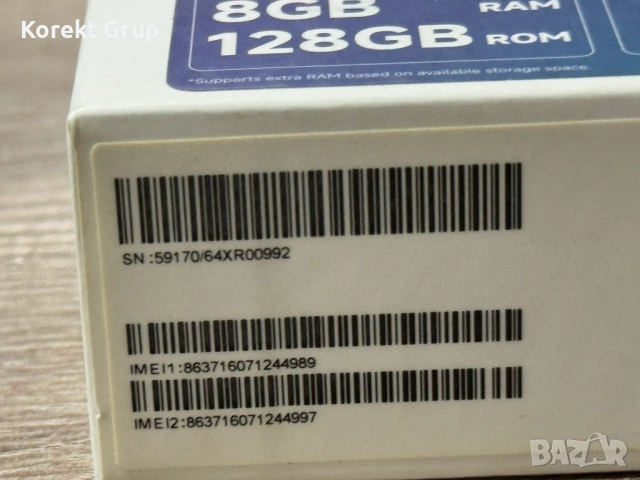 Korekt Grup
8GB RAM
128GB ROM
*Supports extra RAM based on available storage space.
SN:59170/64XR00992
IMEI1:863716071244989
IMEI2:863716071244997
BAZAR